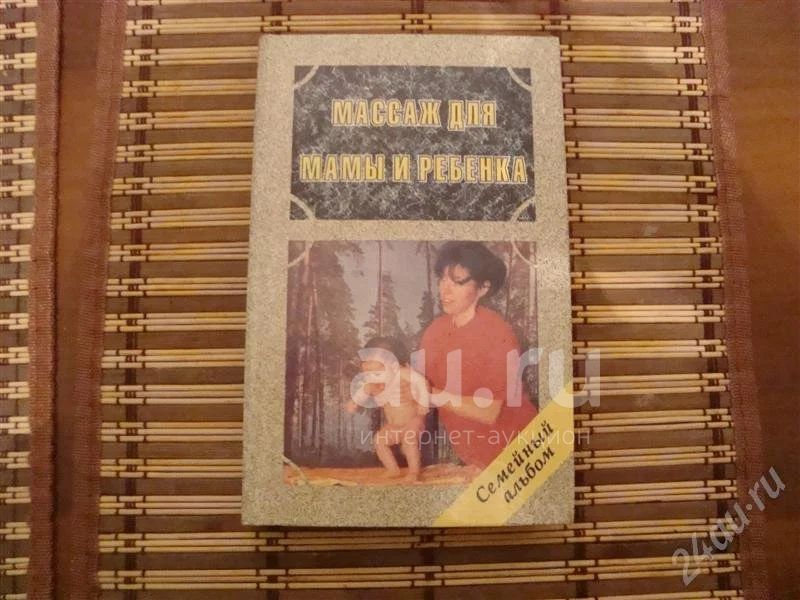 МАССАЖ ДЛЯ
МАМЫ И РЕБЕНКА
au.ru
интернет-аукцион
Семейный
альбом
24au.ru